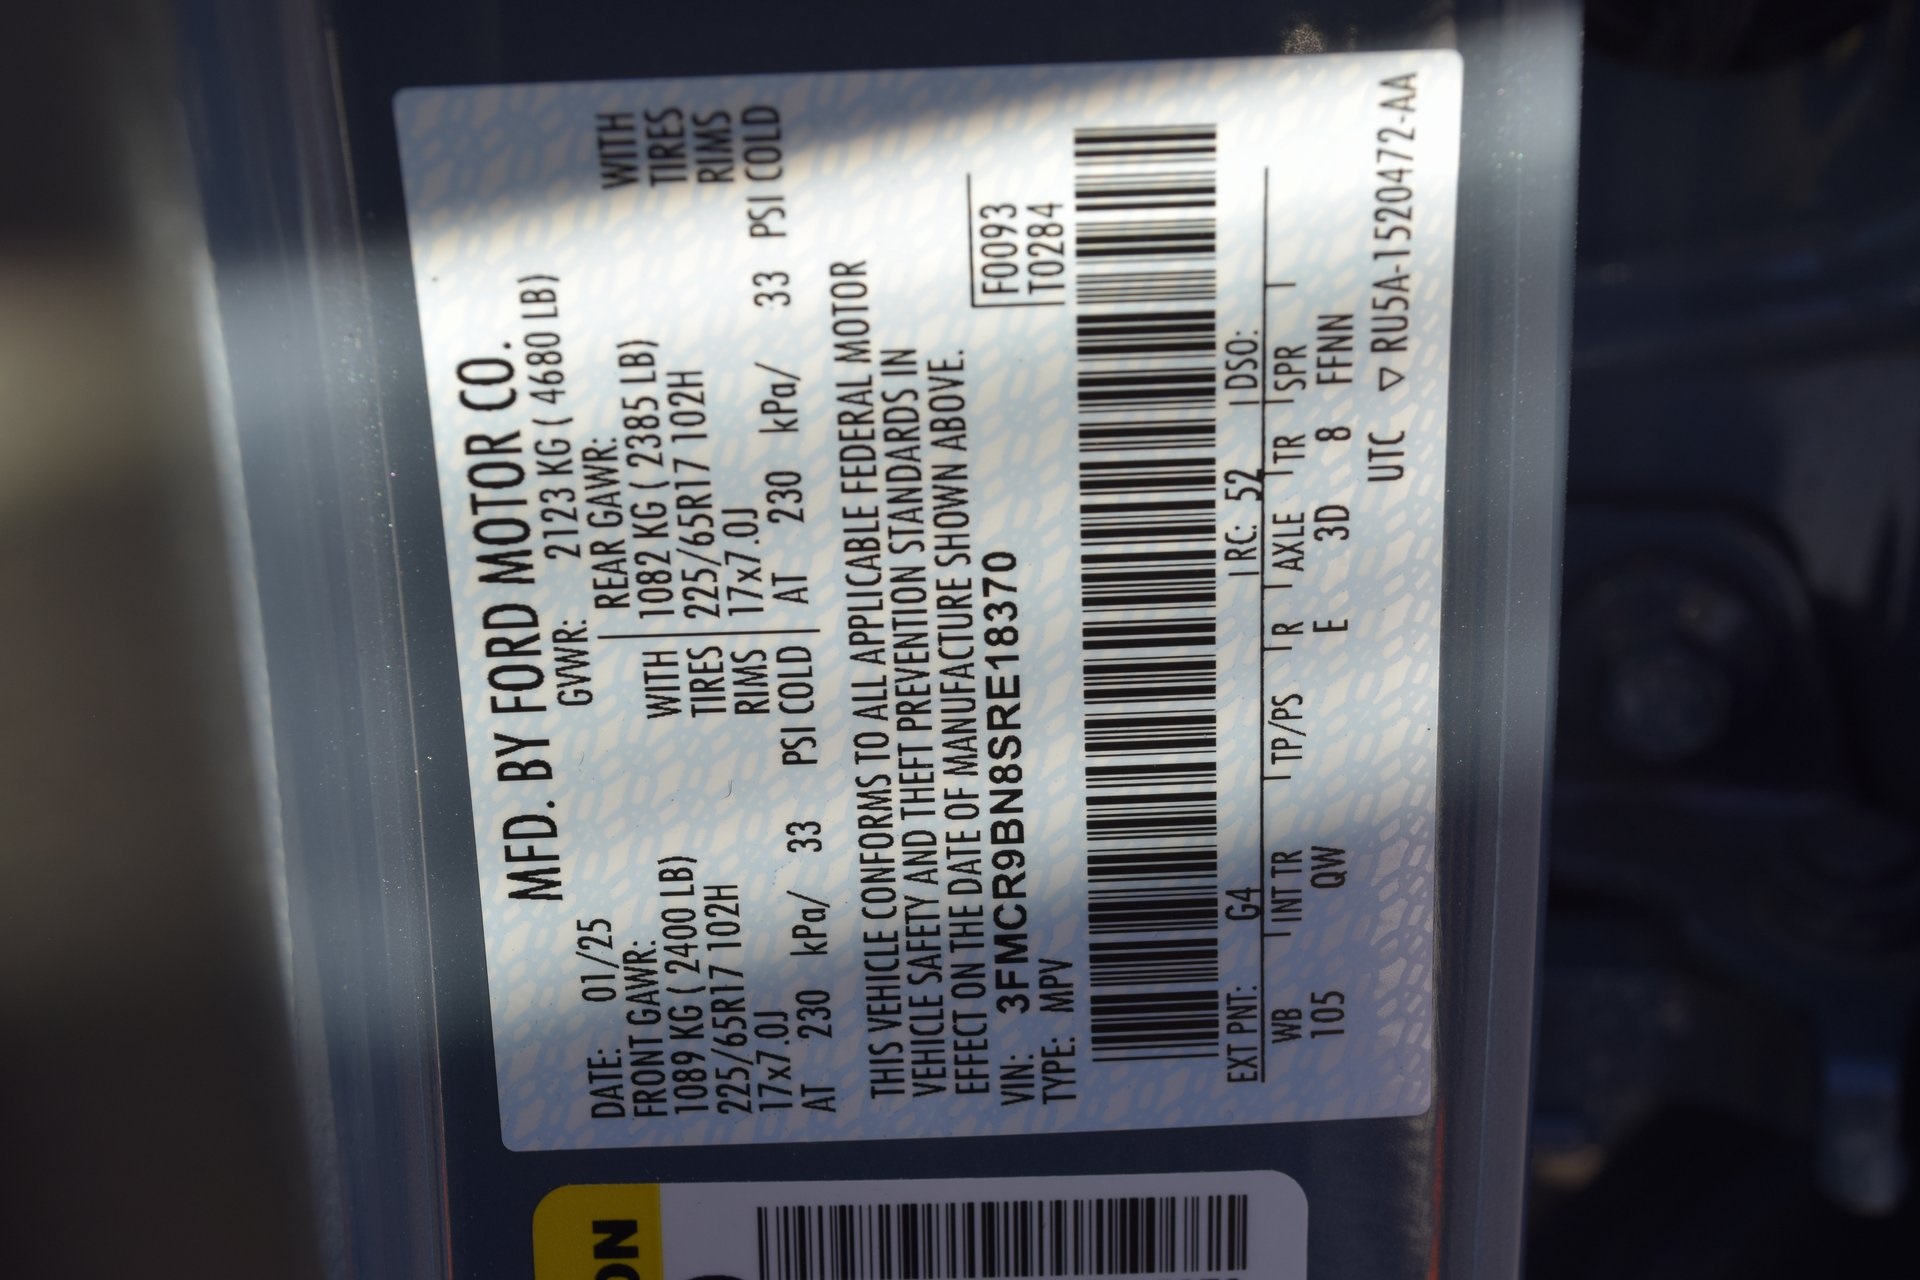 MFD. BY FORD MOTOR CO.
DATE: 01/25 GVWR: 2123 KG ( 4680 LB)
FRONT GAWR: REAR GAWR:
1089 KG ( 2400 LB) WITH 1082 KG ( 2385 LB) WITH
225/65R17 102H TIRES 225/65R17 102H TIRES
17x7.0J RIMS 17x7.0J RIMS
AT 230 kPa/ 33 PSI COLD AT 230 kPa/ 33 PSI COLD
THIS VEHICLE CONFORMS TO ALL APPLICABLE FEDERAL MOTOR
VEHICLE SAFETY AND THEFT PREVENTION STANDARDS IN
EFFECT ON THE DATE OF MANUFACTURE SHOWN ABOVE.
VIN: 3FMCR9BN8SRE18370 F0093
TYPE: MPV T0284
EXT PNT: G4 RC: 52 DSO:
WB INT TR TP/PS R AXLE TR SPR
105 QW E 3D 8 FFNN
UTC ▽ RU5A-1520472-AA